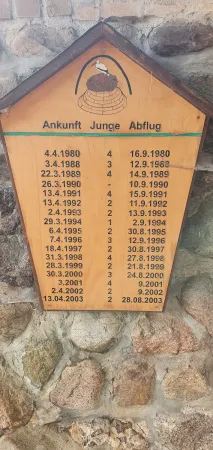 Ankunft Junge Abflug
4.4.1980 4 16.9.1980
3.4.1988 3 12.9.1988
22.3.1989 4 14.9.1989
26.3.1990 - 10.9.1990
13.4.1991 4 15.9.1991
13.4.1992 2 11.9.1992
2.4.1993 2 13.9.1993
29.3.1994 1 2.9.1994
6.4.1995 2 30.8.1995
7.4.1996 3 12.9.1996
18.4.1997 2 30.8.1997
31.3.1998 4 27.8.1998
28.3.1999 2 21.8.1999
30.3.2000 3 24.8.2000
3.2001 4 9.2001
2.4.2002 2 9.2002
13.04.2003 2 28.08.2003